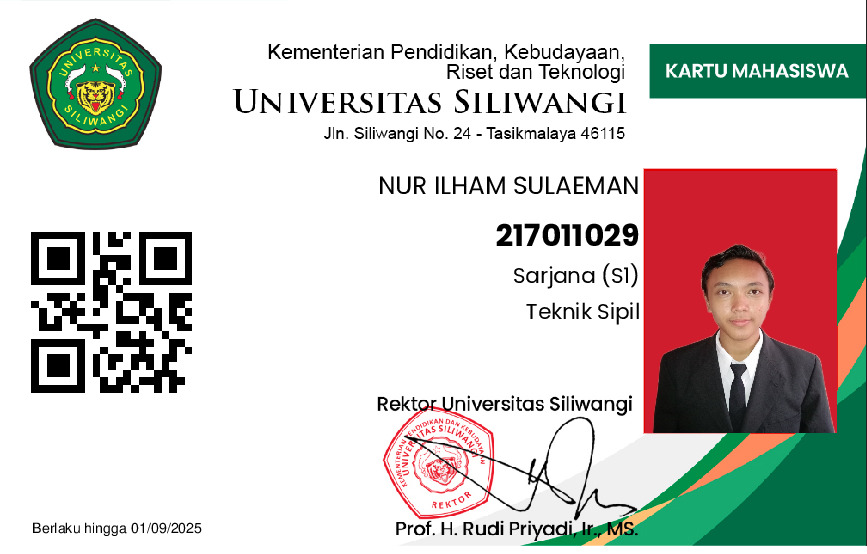 UNIVERSITAS
SILIWANGI
Kementerian Pendidikan, Kebudayaan,
Riset dan Teknologi
UNIVERSITAS SILIWANGI
Jln. Siliwangi No. 24 - Tasikmalaya 46115
KARTU MAHASISWA
NUR ILHAM SULAEMAN
217011029
Sarjana (S1)
Teknik Sipil
Rektor Universitas Siliwangi
KEMENTERIAN PENDIDIKAN DAN KEBUDAYAAN
UNIVERSITAS SILIWANGI
REKTOR
Prof. H. Rudi Priyadi, Ir., MS.
Berlaku hingga 01/09/2025